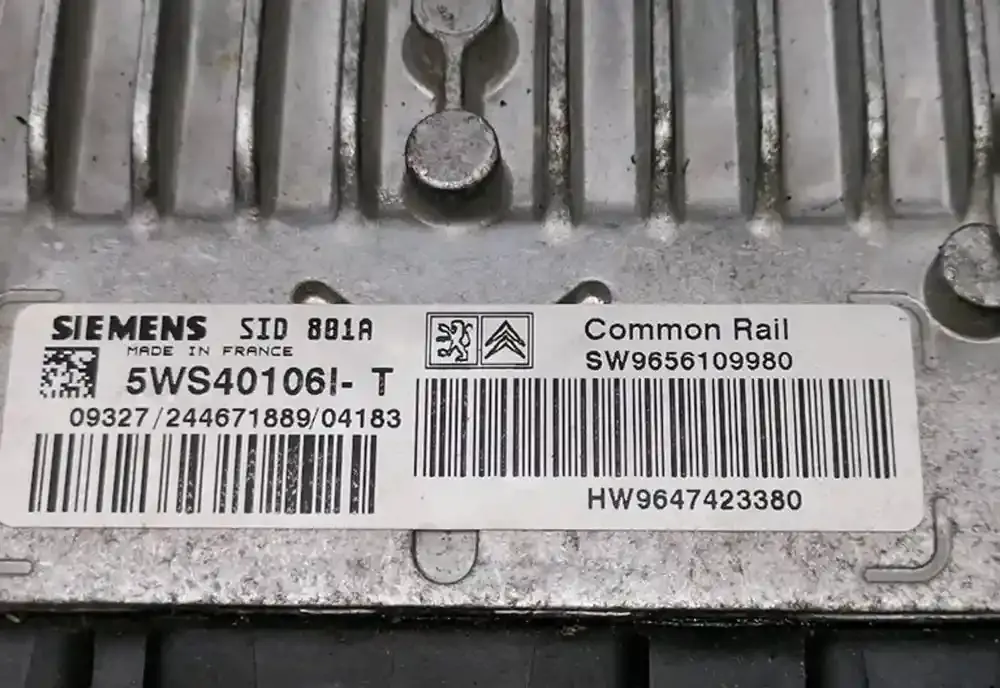 SIEMENS SID 801A
MADE IN FRANCE
5WS40106I-T
09327/244671889/04183
Common Rail
SW9656109980
HW9647423380